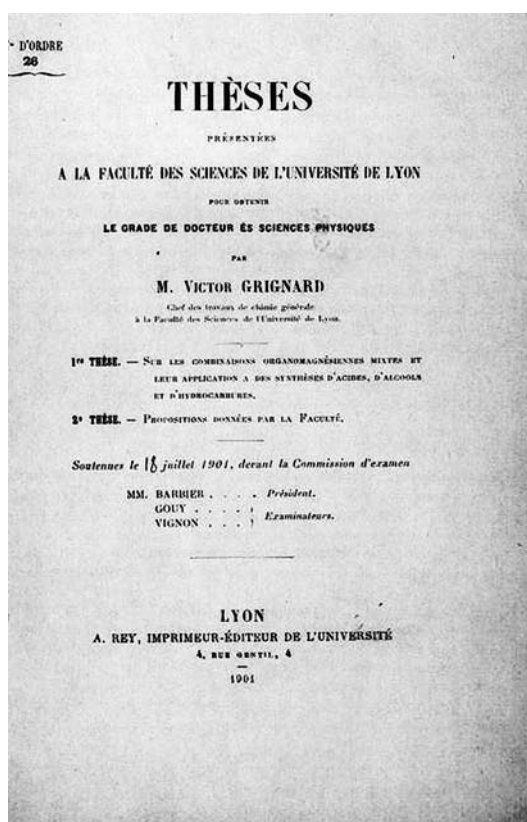 D'ORDRE
26
THÈSES
PRÉSENTÉES
A LA FACULTÉ DES SCIENCES DE L'UNIVERSITÉ DE LYON
POUR OBTENIR
LE GRADE DE DOCTEUR ÉS SCIENCES PHYSIQUES
PAR
M. VICTOR GRIGNARD
Chef des travaux de chimie générale
à la Faculté des Sciences de l'Université de Lyon.
1re THÈSE. — SUR LES COMBINAISONS ORGANOMAGNÉSIENNES MIXTES ET
LEUR APPLICATION A DES SYNTHÈSES D'ACIDES, D'ALCOOLS
ET D'HYDROCARBURES.
2e THÈSE. — PROPOSITIONS DONNÉES PAR LA FACULTÉ.
Soutenues le 18 juillet 1901, devant la Commission d'examen
MM. BARBIER . . . . Président.
GOUY . . . . .
VIGNON . . . Examinateurs.
LYON
A. REY, IMPRIMEUR-ÉDITEUR DE L'UNIVERSITÉ
4, RUE GENTIL, 4
1901